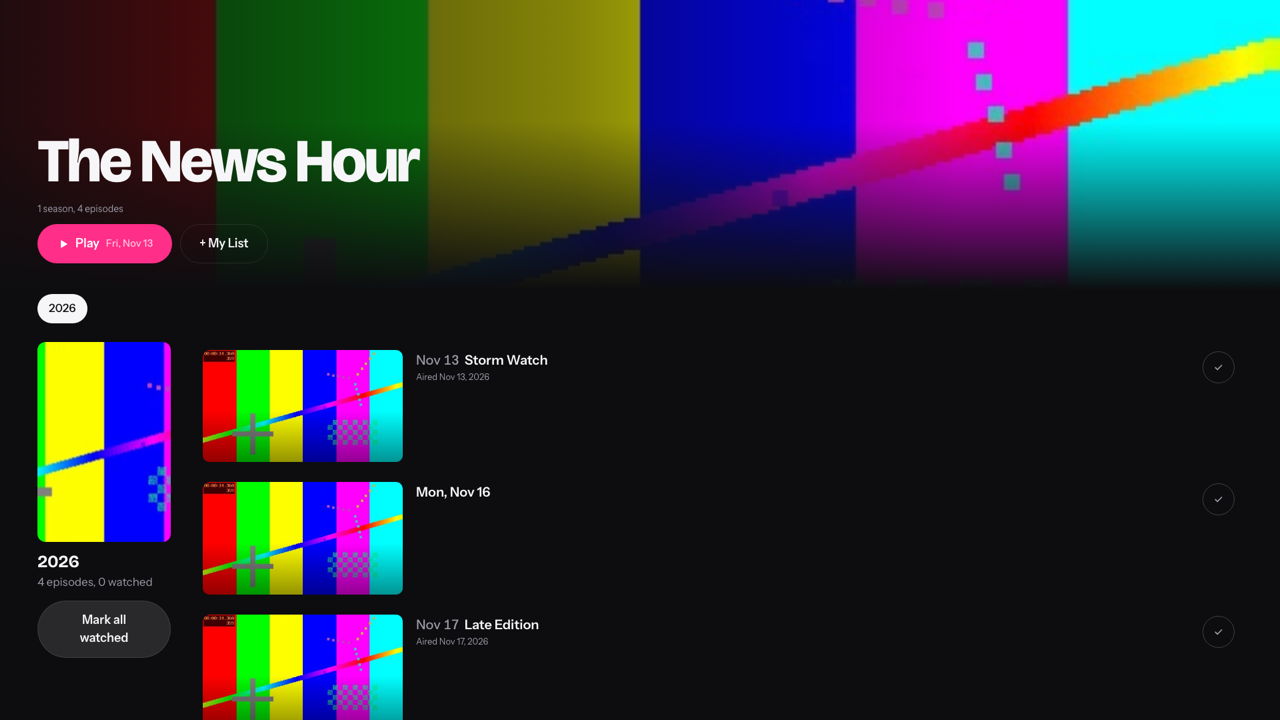 The News Hour
1 season, 4 episodes
Play Fri, Nov 13
+ My List
2026
2026
4 episodes, 0 watched
Mark all
watched
Nov 13 Storm Watch
Aired Nov 13, 2026
Mon, Nov 16
Nov 17 Late Edition
Aired Nov 17, 2026